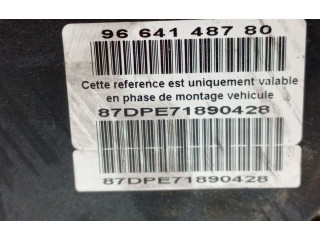 96 641 487 80
Cette reference est uniquement valable
en phase de montage vehicule
87DPE71890428
87DPE71890428